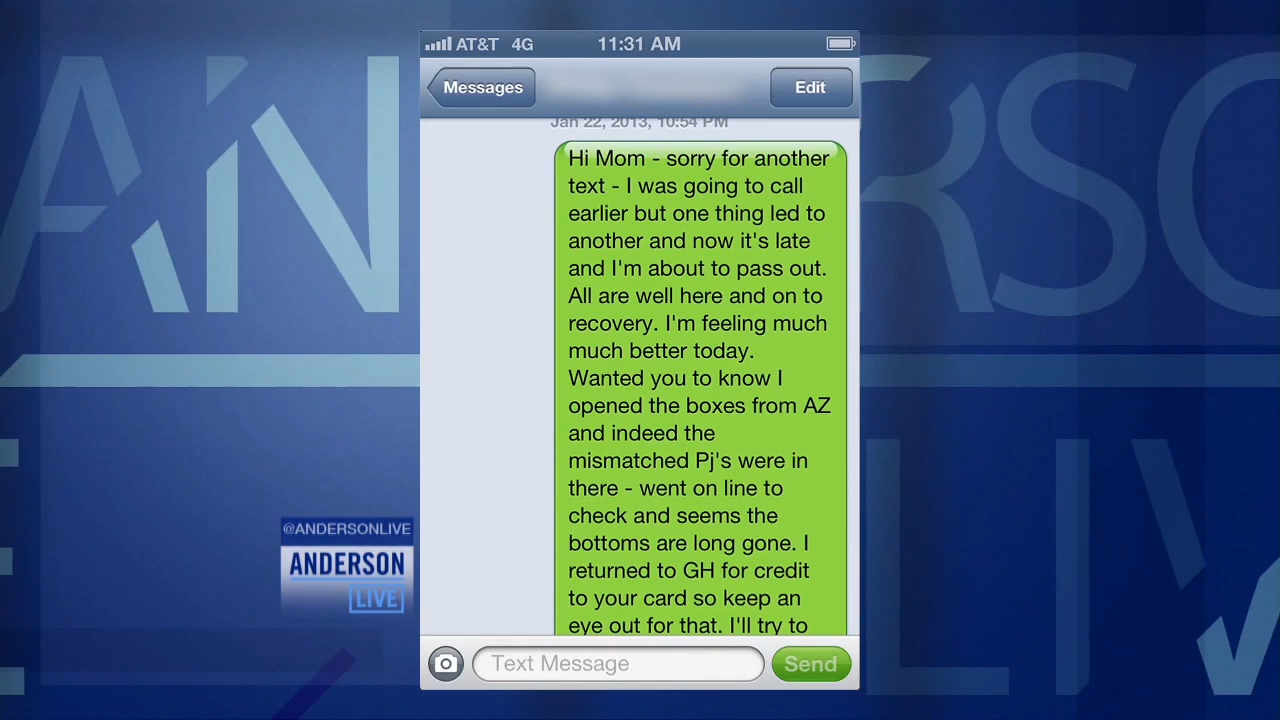 AT&T 4G 11:31 AM
Messages
Edit
Jan 22, 2013, 10:54 PM
Hi Mom - sorry for another
text - I was going to call
earlier but one thing led to
another and now it's late
and I'm about to pass out.
All are well here and on to
recovery. I'm feeling much
much better today.
Wanted you to know I
opened the boxes from AZ
and indeed the
mismatched Pj's were in
there - went on line to
check and seems the
bottoms are long gone. I
returned to GH for credit
to your card so keep an
eye out for that. I'll try to
Text Message
Send
@ANDERSONLIVE
ANDERSON
LIVE